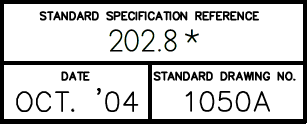 STANDARD SPECIFICATION REFERENCE
202.8*
DATE
OCT. '04
STANDARD DRAWING NO.
1050A